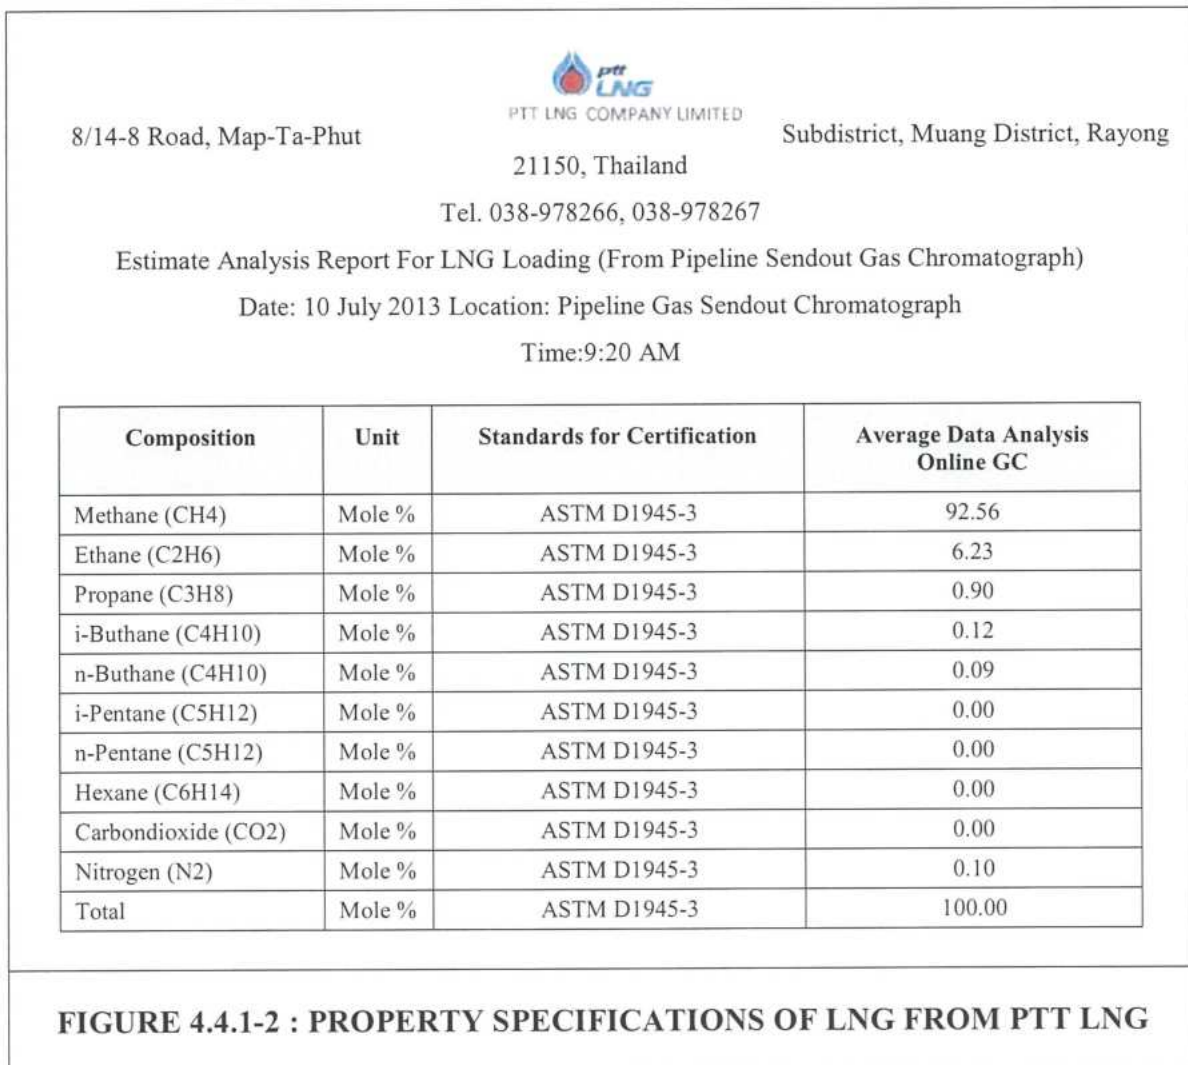 ptt
LNG
PTT LNG COMPANY LIMITED
8/14-8 Road, Map-Ta-Phut Subdistrict, Muang District, Rayong
21150, Thailand
Tel. 038-978266, 038-978267
Estimate Analysis Report For LNG Loading (From Pipeline Sendout Gas Chromatograph)
Date: 10 July 2013 Location: Pipeline Gas Sendout Chromatograph
Time:9:20 AM
Composition Unit Standards for Certification Average Data Analysis
Online GC
Methane (CH4) Mole % ASTM D1945-3 92.56
Ethane (C2H6) Mole % ASTM D1945-3 6.23
Propane (C3H8) Mole % ASTM D1945-3 0.90
i-Buthane (C4H10) Mole % ASTM D1945-3 0.12
n-Buthane (C4H10) Mole % ASTM D1945-3 0.09
i-Pentane (C5H12) Mole % ASTM D1945-3 0.00
n-Pentane (C5H12) Mole % ASTM D1945-3 0.00
Hexane (C6H14) Mole % ASTM D1945-3 0.00
Carbondioxide (CO2) Mole % ASTM D1945-3 0.00
Nitrogen (N2) Mole % ASTM D1945-3 0.10
Total Mole % ASTM D1945-3 100.00
FIGURE 4.4.1-2 : PROPERTY SPECIFICATIONS OF LNG FROM PTT LNG